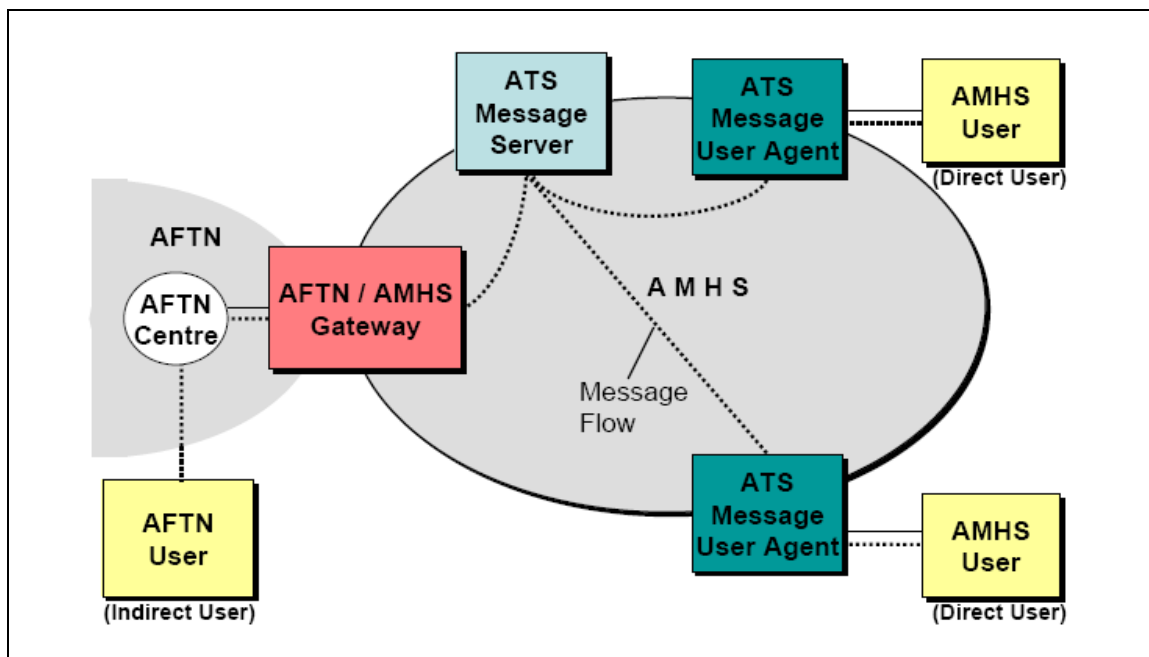 ATS
Message
Server
ATS
Message
User Agent
AMHS
User
(Direct User)
AFTN
AFTN
Centre
AFTN / AMHS
Gateway
A M H S
Message
Flow
AFTN
User
(Indirect User)
ATS
Message
User Agent
AMHS
User
(Direct User)